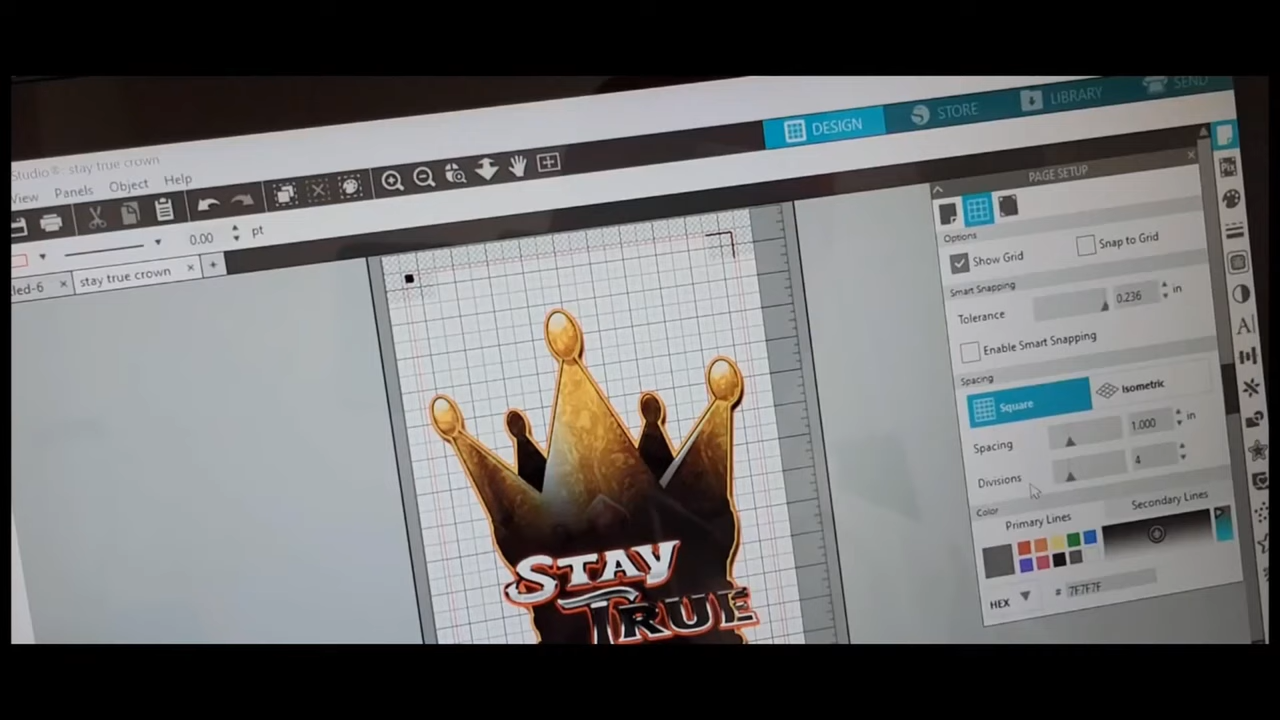 DESIGN
STORE
LIBRARY
SEND
Studio®: stay true crown
View Panels Object Help
0.00 pt
led-6
stay true crown
PAGE SETUP
Options
Show Grid
Snap to Grid
Smart Snapping
Tolerance 0.236 in
Enable Smart Snapping
Spacing
Square
Isometric
Spacing 1.000 in
Divisions 4
Color
Primary Lines
Secondary Lines
HEX # 7F7F7F
STAY
TRUE